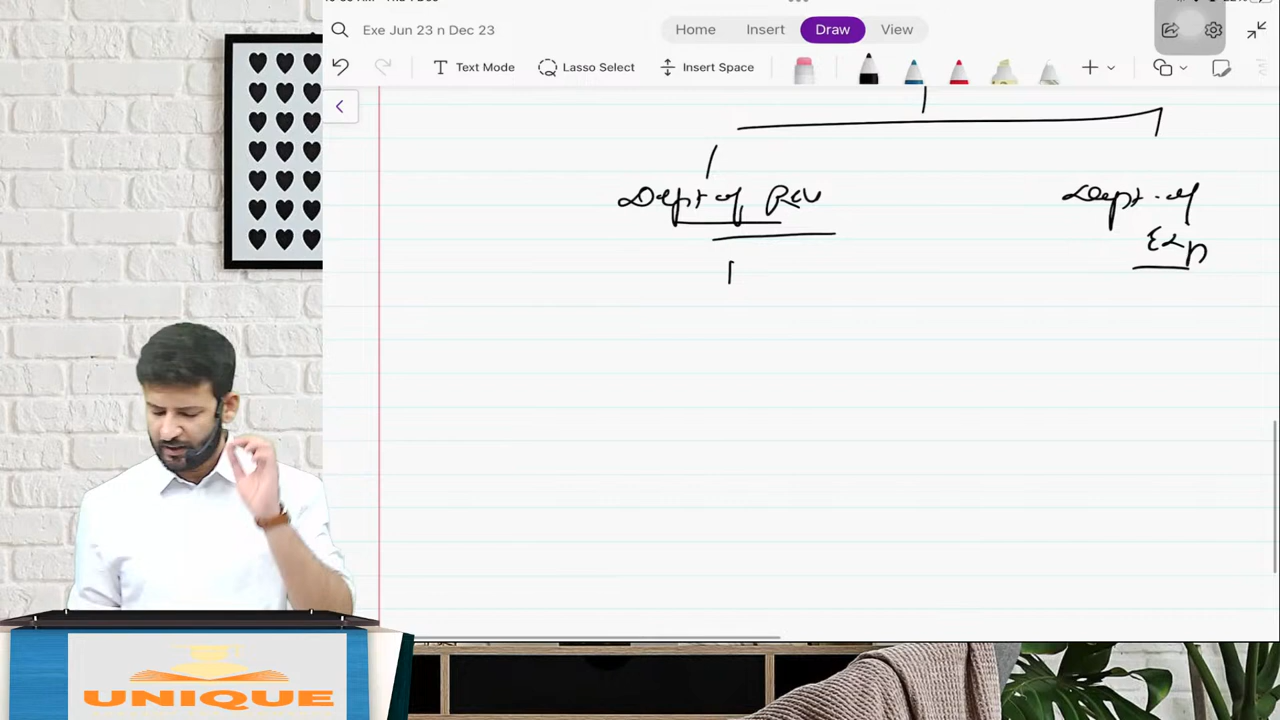 Exe Jun 23 n Dec 23
Home Insert Draw View
Text Mode Lasso Select Insert Space
Dept of Rev
Dept. of
Exp
UNIQUE